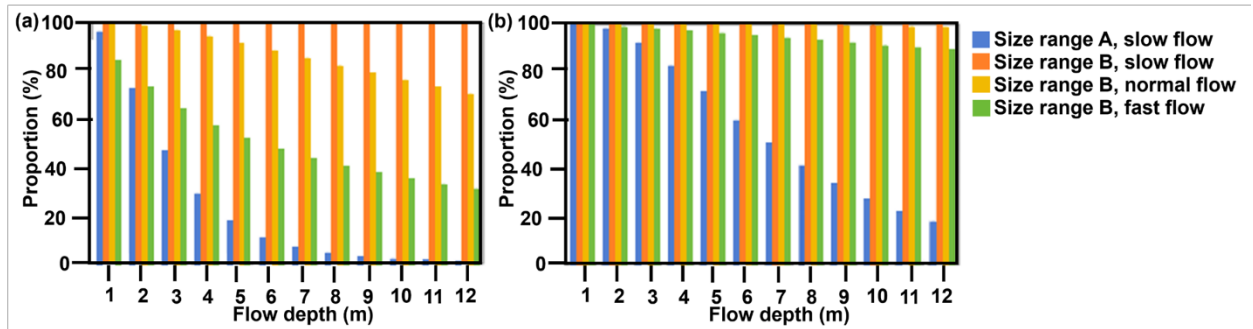 (a)
Proportion (%)
100
80
60
40
20
0
1 2 3 4 5 6 7 8 9 10 11 12
Flow depth (m)
(b)
Proportion (%)
100
80
60
40
20
0
1 2 3 4 5 6 7 8 9 10 11 12
Flow depth (m)
Size range A, slow flow
Size range B, slow flow
Size range B, normal flow
Size range B, fast flow